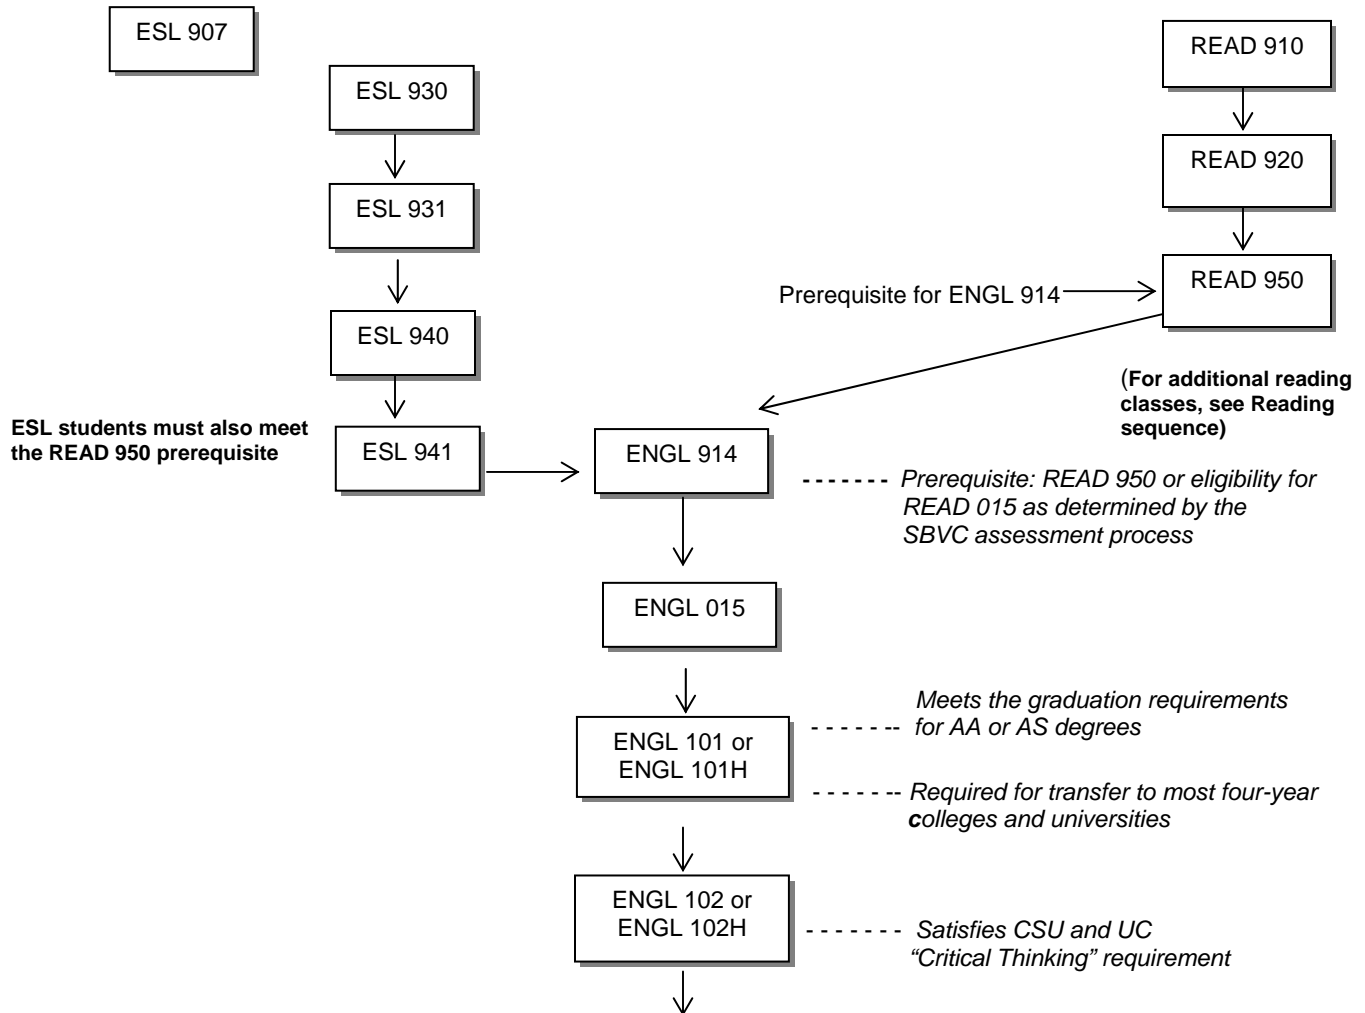 ESL 907
READ 910
ESL 930
READ 920
ESL 931
READ 950
Prerequisite for ENGL 914
ESL 940
(For additional reading
classes, see Reading
sequence)
ESL students must also meet
the READ 950 prerequisite
ESL 941
ENGL 914
Prerequisite: READ 950 or eligibility for
READ 015 as determined by the
SBVC assessment process
ENGL 015
Meets the graduation requirements
for AA or AS degrees
ENGL 101 or
ENGL 101H
Required for transfer to most four-year
colleges and universities
ENGL 102 or
ENGL 102H
Satisfies CSU and UC
“Critical Thinking” requirement